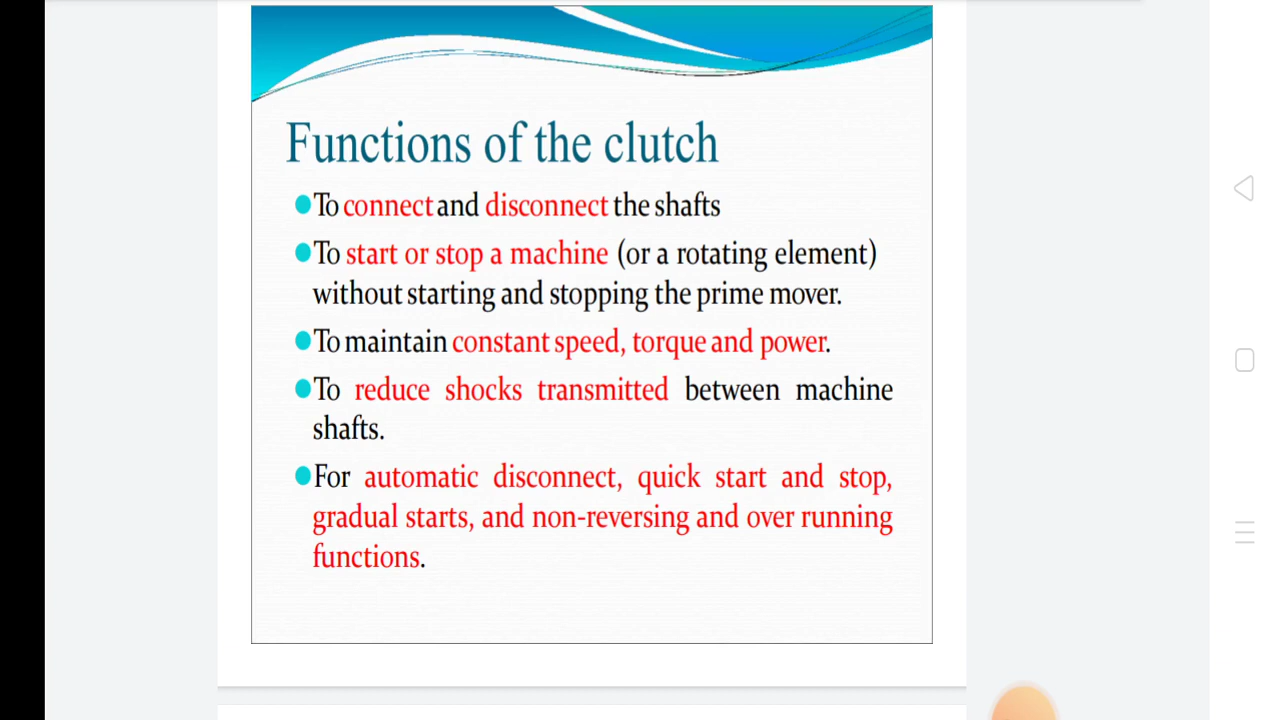 Functions of the clutch
To connect and disconnect the shafts
To start or stop a machine (or a rotating element)
without starting and stopping the prime mover.
To maintain constant speed, torque and power.
To reduce shocks transmitted between machine
shafts.
For automatic disconnect, quick start and stop,
gradual starts, and non-reversing and over running
functions.